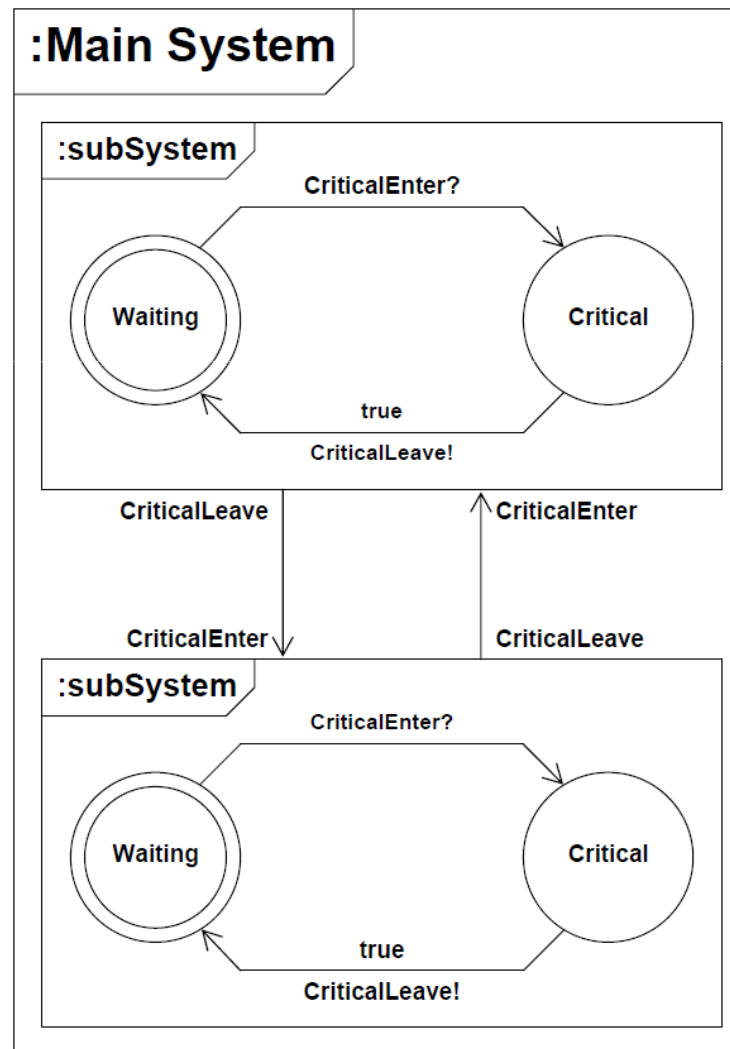 :Main System
:subSystem
CriticalEnter?
Waiting
Critical
true
CriticalLeave!
CriticalLeave
CriticalEnter
CriticalEnter
CriticalLeave
:subSystem
CriticalEnter?
Waiting
Critical
true
CriticalLeave!